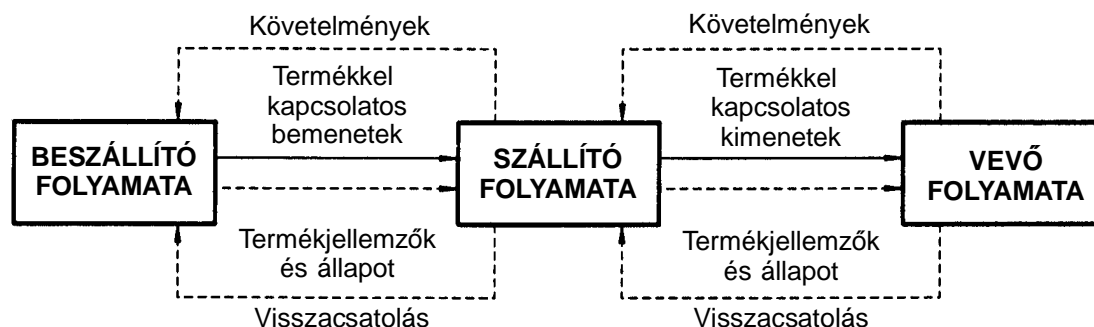 Követelmények
Követelmények
Termékkel
kapcsolatos
bemenetek
Termékkel
kapcsolatos
kimenetek
BESZÁLLÍTÓ
FOLYAMATA
SZÁLLÍTÓ
FOLYAMATA
VEVŐ
FOLYAMATA
Termékjellemzők
és állapot
Termékjellemzők
és állapot
Visszacsatolás
Visszacsatolás